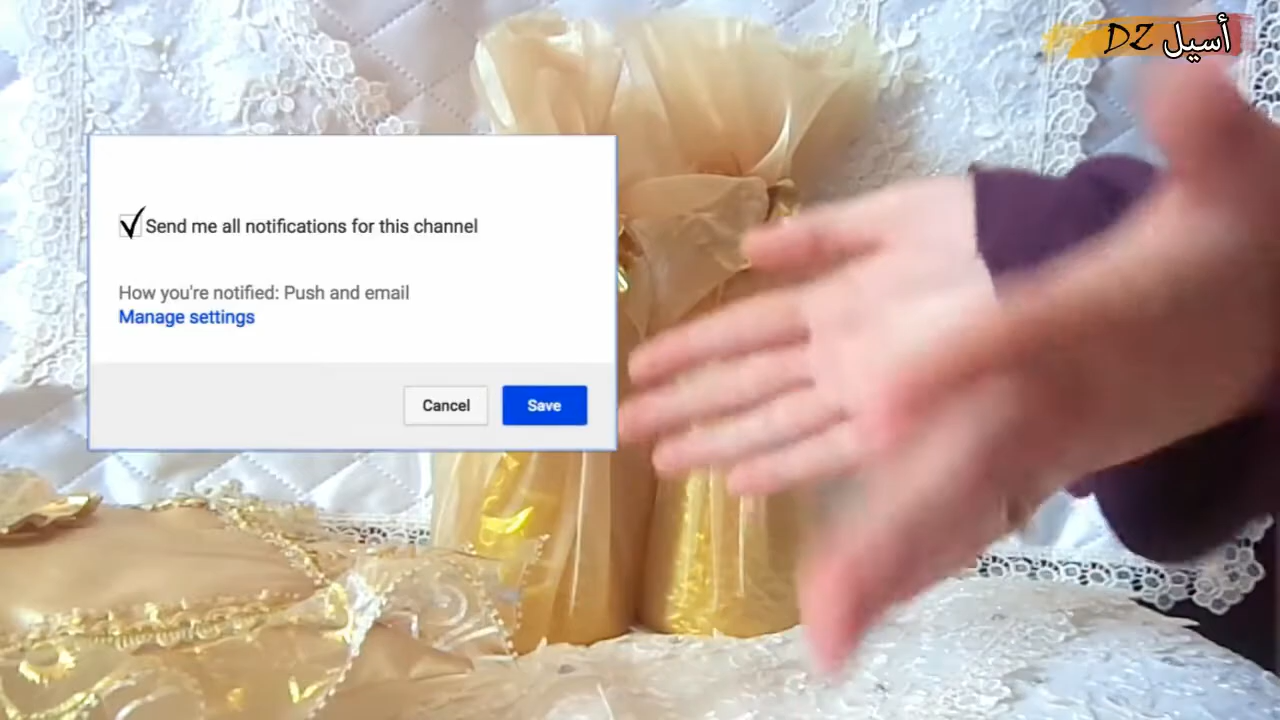 أسيل DZ
Send me all notifications for this channel
How you're notified: Push and email
Manage settings
Cancel
Save